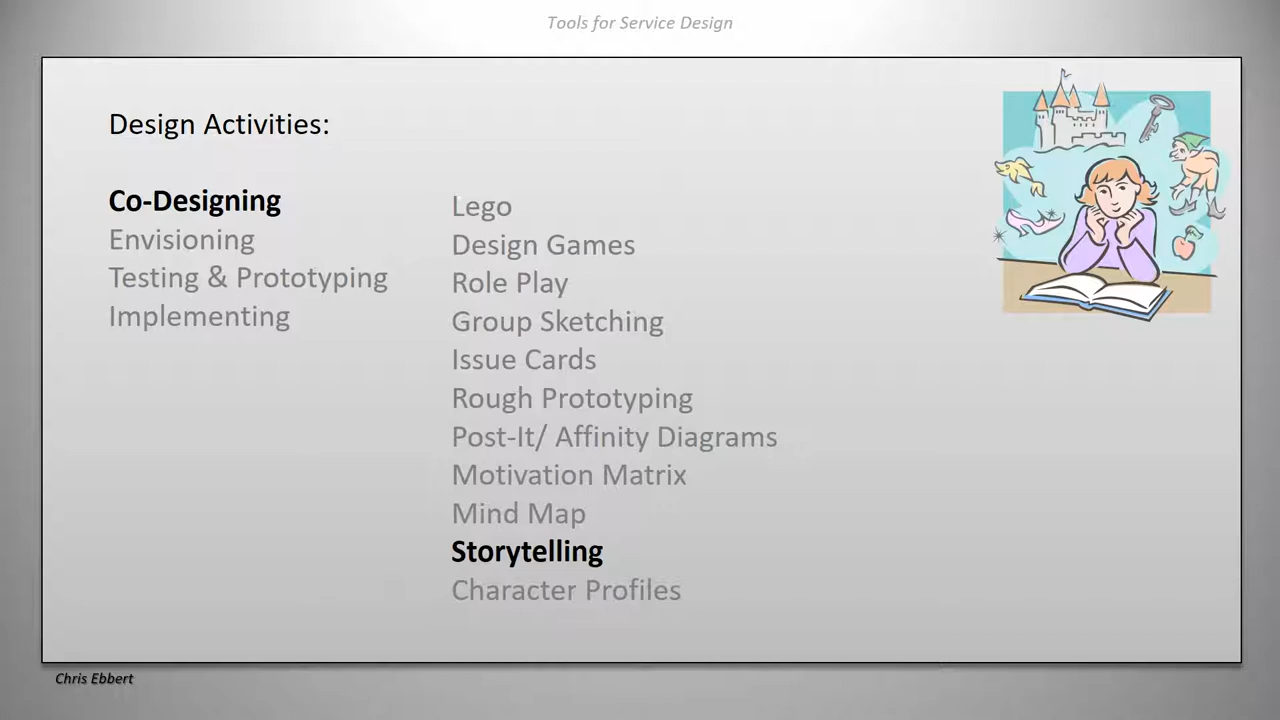 Tools for Service Design
Design Activities:
Co-Designing
Envisioning
Testing & Prototyping
Implementing
Lego
Design Games
Role Play
Group Sketching
Issue Cards
Rough Prototyping
Post-It/ Affinity Diagrams
Motivation Matrix
Mind Map
Storytelling
Character Profiles
Chris Ebbert